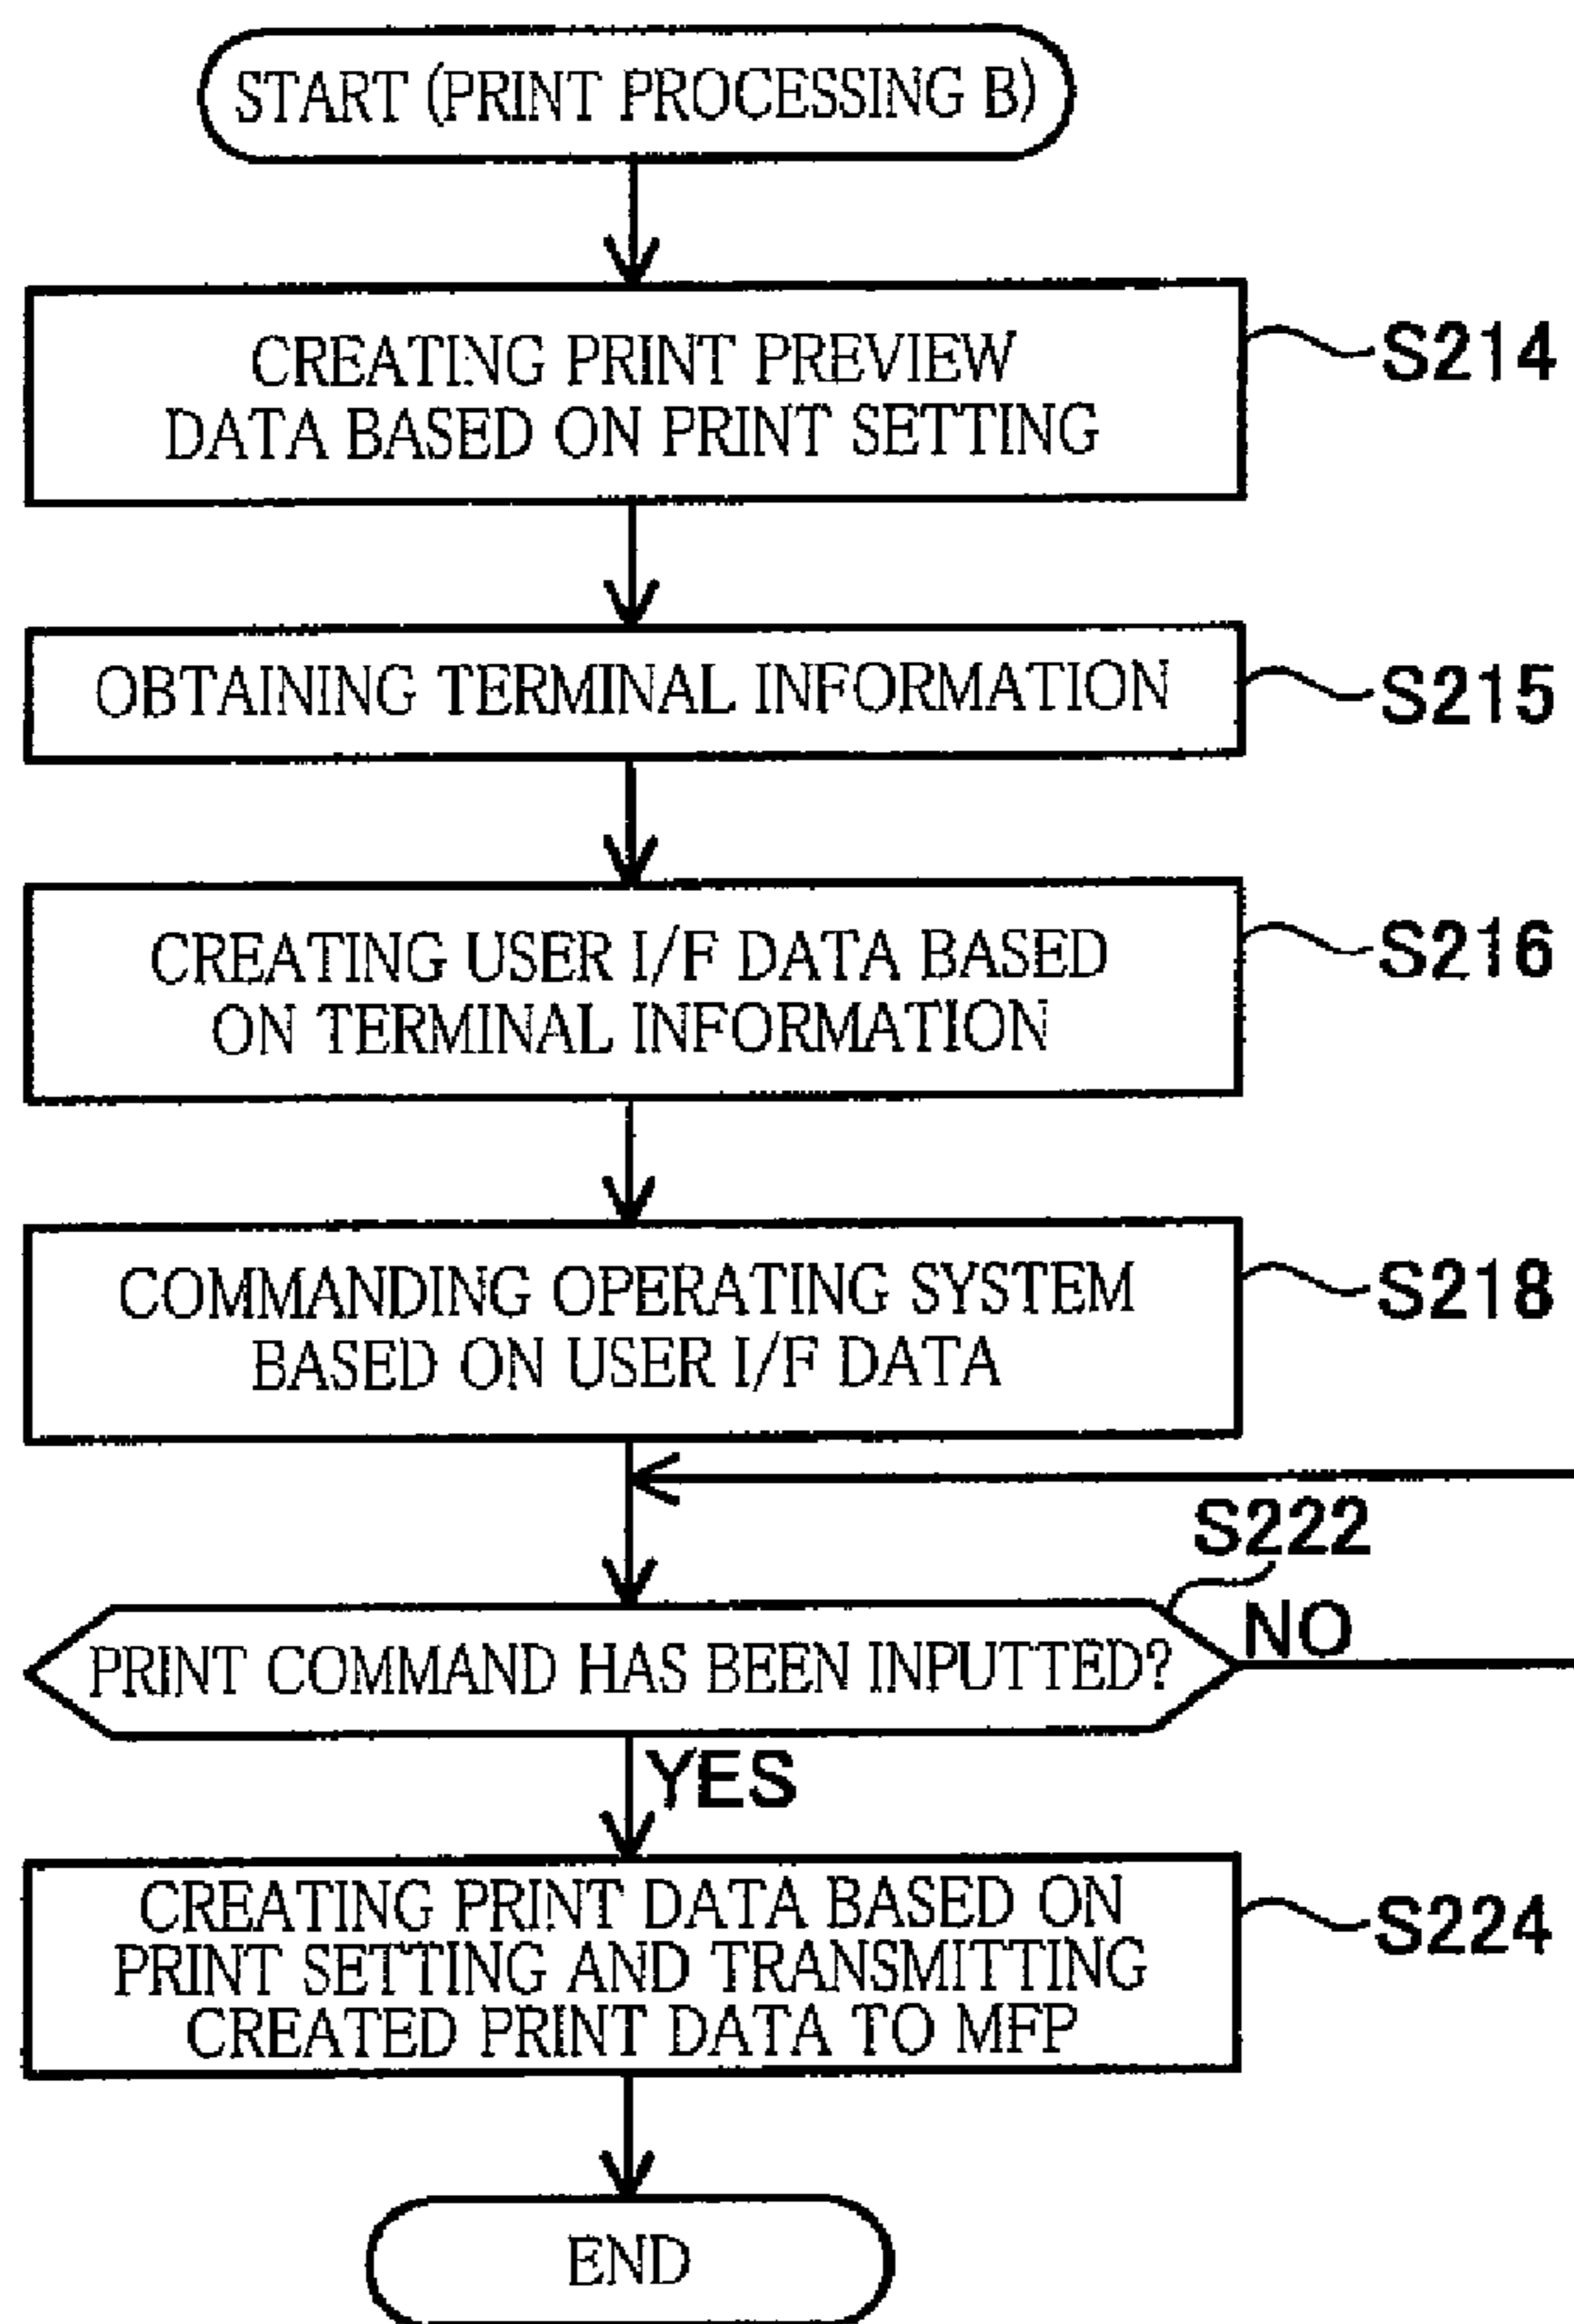 START (PRINT PROCESSING B)
CREATING PRINT PREVIEW
DATA BASED ON PRINT SETTING
S214
OBTAINING TERMINAL INFORMATION
S215
CREATING USER I/F DATA BASED
ON TERMINAL INFORMATION
S216
COMMANDING OPERATING SYSTEM
BASED ON USER I/F DATA
S218
S222
PRINT COMMAND HAS BEEN INPUTTED?
NO
YES
CREATING PRINT DATA BASED ON
PRINT SETTING AND TRANSMITTING
CREATED PRINT DATA TO MFP
S224
END